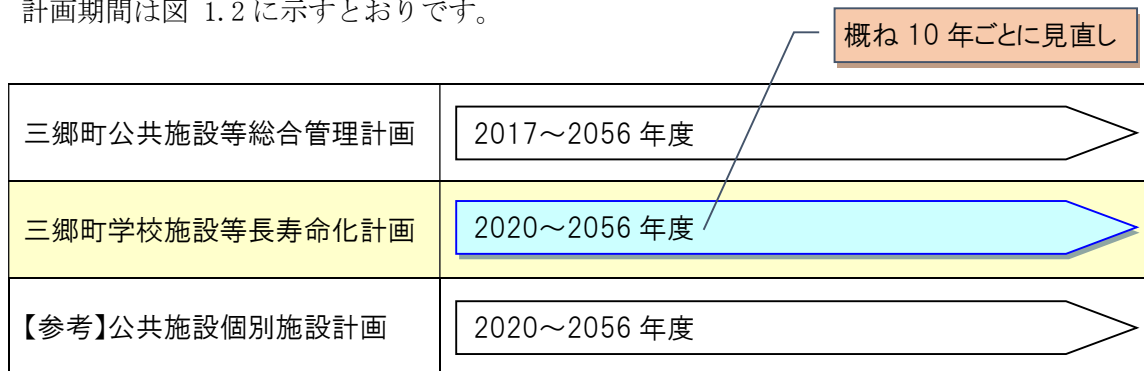 計画期間は図 1.2に示すとおりです。
概ね 10 年ごとに見直し
三郷町公共施設等総合管理計画
2017～2056 年度
三郷町学校施設等長寿命化計画
2020～2056 年度
【参考】公共施設個別施設計画
2020～2056 年度